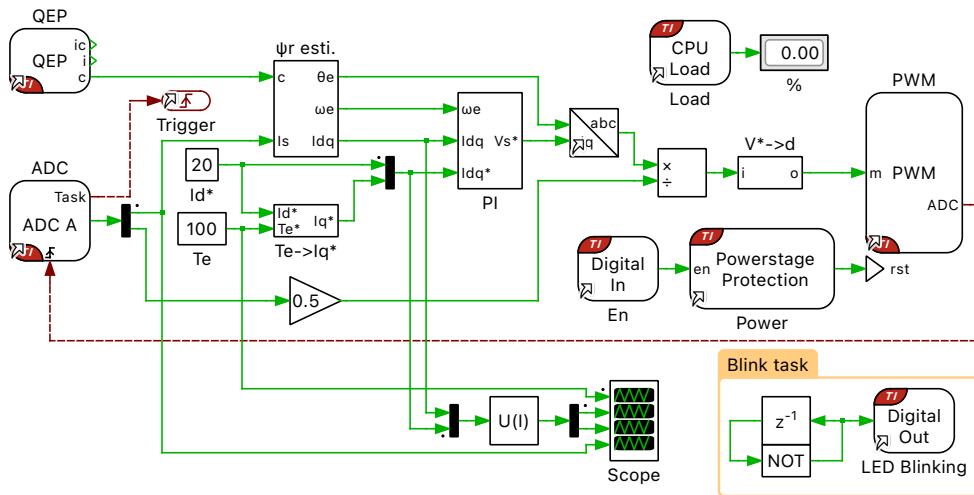 QEP
QEP
ic
i
c
TI
ψr esti.
c
θe
ωe
Is
Idq
Trigger
ADC
Task
ADC A
TI
20
Id*
100
Te
Id*
Te*
Iq*
Te->Iq*
0.5
ωe
Idq
Vs*
Idq*
PI
abc
dq
×
÷
V*->d
i
o
TI
CPU
Load
Load
0.00
%
PWM
m
PWM
ADC
TI
rst
TI
Digital
In
En
TI
en
Powerstage
Protection
Power
U(I)
Scope
Blink task
z-1
NOT
TI
Digital
Out
LED Blinking